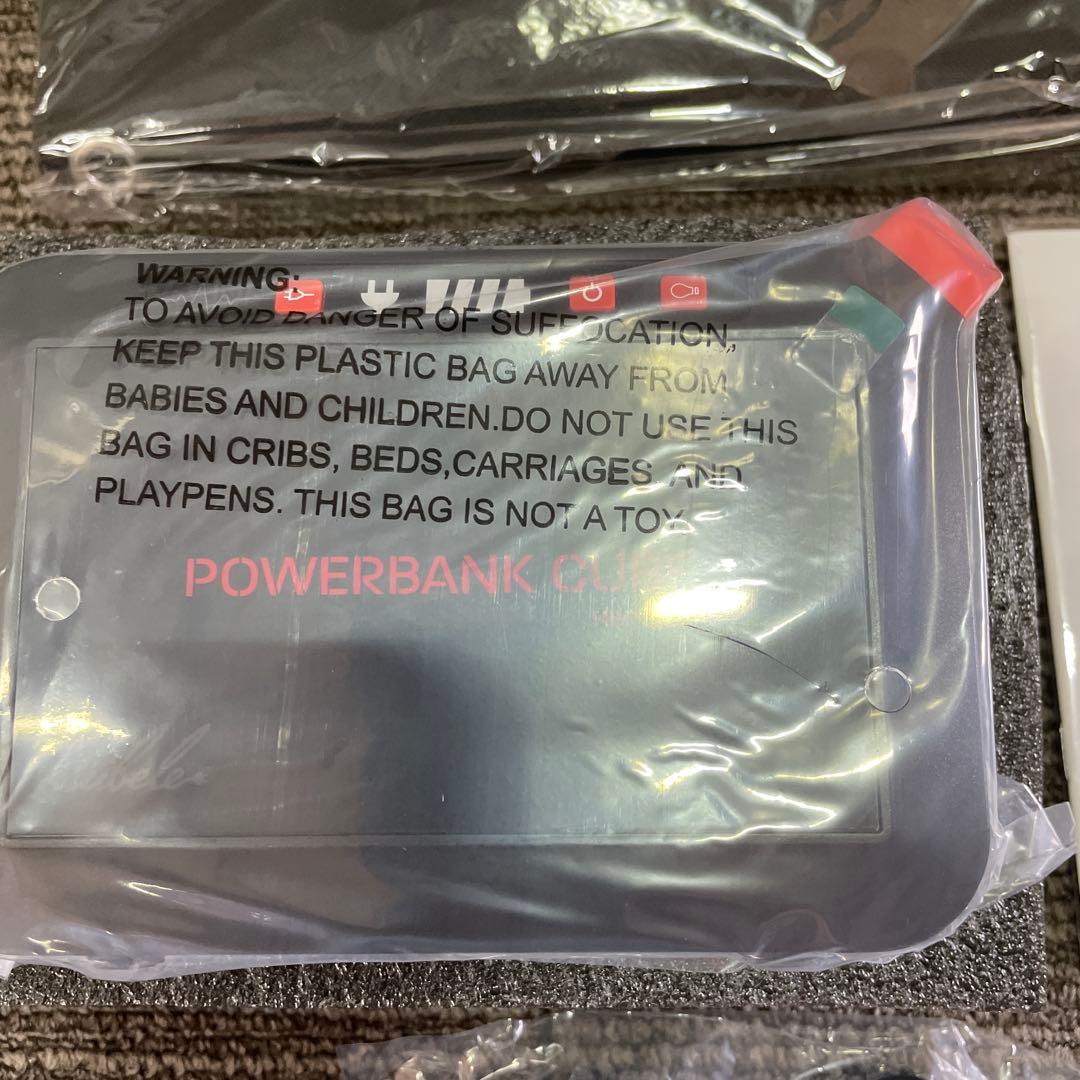 WARNING:
TO AVOID DANGER OF SUFFOCATION,
KEEP THIS PLASTIC BAG AWAY FROM
BABIES AND CHILDREN.DO NOT USE THIS
BAG IN CRIBS, BEDS,CARRIAGES, AND
PLAYPENS. THIS BAG IS NOT A TOY.
POWERBANK